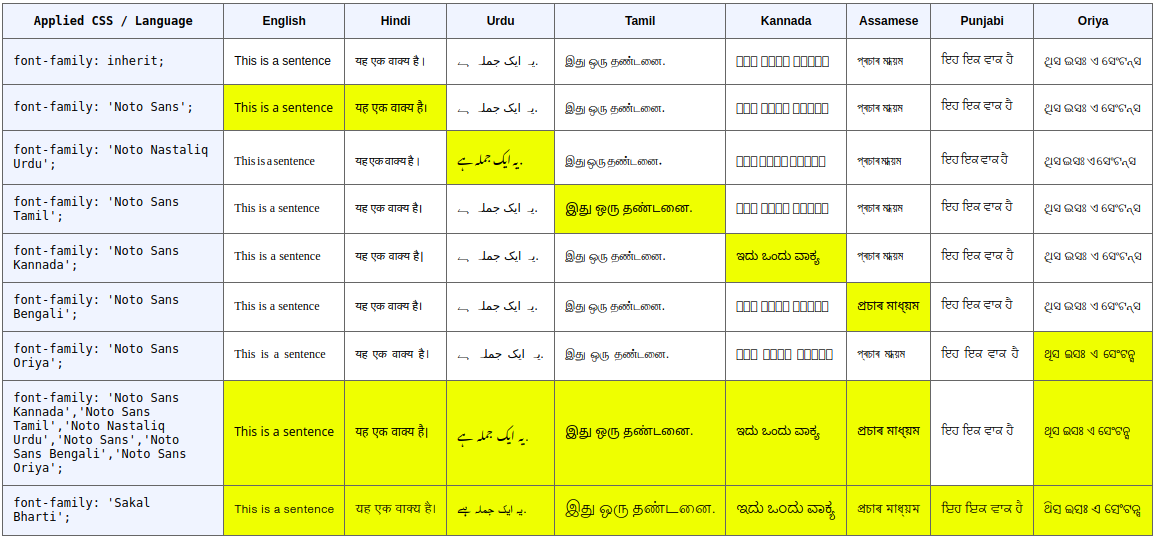 Applied CSS / Language English Hindi Urdu Tamil Kannada Assamese Punjabi Oriya
font-family: inherit; This is a sentence यह एक वाक्य है। یہ ایک جملہ ہے. இது ஒரு தண்டனை. প্ৰচাৰ মাধ্যম ਇਹ ਇਕ ਵਾਕ ਹੈ ଥିସ ଇସଃ ଏ ସେଂଟନ୍ସ
font-family: 'Noto Sans'; This is a sentence यह एक वाक्य है। یہ ایک جملہ ہے. இது ஒரு தண்டனை. প্ৰচাৰ মাধ্যম ਇਹ ਇਕ ਵਾਕ ਹੈ ଥିସ ଇସଃ ଏ ସେଂଟନ୍ସ
font-family: 'Noto Nastaliq
Urdu'; This is a sentence यह एक वाक्य है। یہ ایک جملہ ہے. இது ஒரு தண்டனை. প্ৰচাৰ মাধ্যম ਇਹ ਇਕ ਵਾਕ ਹੈ ଥିସ ଇସଃ ଏ ସେଂଟନ୍ସ
font-family: 'Noto Sans
Tamil'; This is a sentence यह एक वाक्य है। یہ ایک جملہ ہے. இது ஒரு தண்டனை. প্ৰচাৰ মাধ্যম ਇਹ ਇਕ ਵਾਕ ਹੈ ଥିସ ଇସଃ ଏ ସେଂଟନ୍ସ
font-family: 'Noto Sans
Kannada'; This is a sentence यह एक वाक्य है| یہ ایک جملہ ہے. இது ஒரு தண்டனை. ಇದು ಒಂದು ವಾಕ್ಯ প্ৰচাৰ মাধ্যম ਇਹ ਇਕ ਵਾਕ ਹੈ ଥିସ ଇସଃ ଏ ସେଂଟନ୍ସ
font-family: 'Noto Sans
Bengali'; This is a sentence यह एक वाक्य है। یہ ایک جملہ ہے. இது ஒரு தண்டனை. প্ৰচাৰ মাধ্যম ਇਹ ਇਕ ਵਾਕ ਹੈ ଥିସ ଇସଃ ଏ ସେଂଟନ୍ସ
font-family: 'Noto Sans
Oriya'; This is a sentence यह एक वाक्य है। یہ ایک جملہ ہے. இது ஒரு தண்டனை. প্ৰচাৰ মাধ্যম ਇਹ ਇਕ ਵਾਕ ਹੈ ଥିସ ଇସଃ ଏ ସେଂଟନ୍ସ
font-family: 'Noto Sans
Kannada','Noto Sans
Tamil','Noto Nastaliq
Urdu','Noto Sans','Noto
Sans Bengali','Noto Sans
Oriya'; This is a sentence यह एक वाक्य है| یہ ایک جملہ ہے. இது ஒரு தண்டனை. ಇದು ಒಂದು ವಾಕ್ಯ প্ৰচাৰ মাধ্যম ਇਹ ਇਕ ਵਾਕ ਹੈ ଥିସ ଇସଃ ଏ ସେଂଟନ୍ସ
font-family: 'Sakal
Bharti'; This is a sentence यह एक वाक्य है। یہ ایک جملہ ہے. இது ஒரு தண்டனை. ಇದು ಒಂದು ವಾಕ್ಯ প্ৰচাৰ মাধ্যম ਇਹ ਇਕ ਵਾਕ ਹੈ ଥିସ ଇସଃ ଏ ସେଂଟନ୍ସ